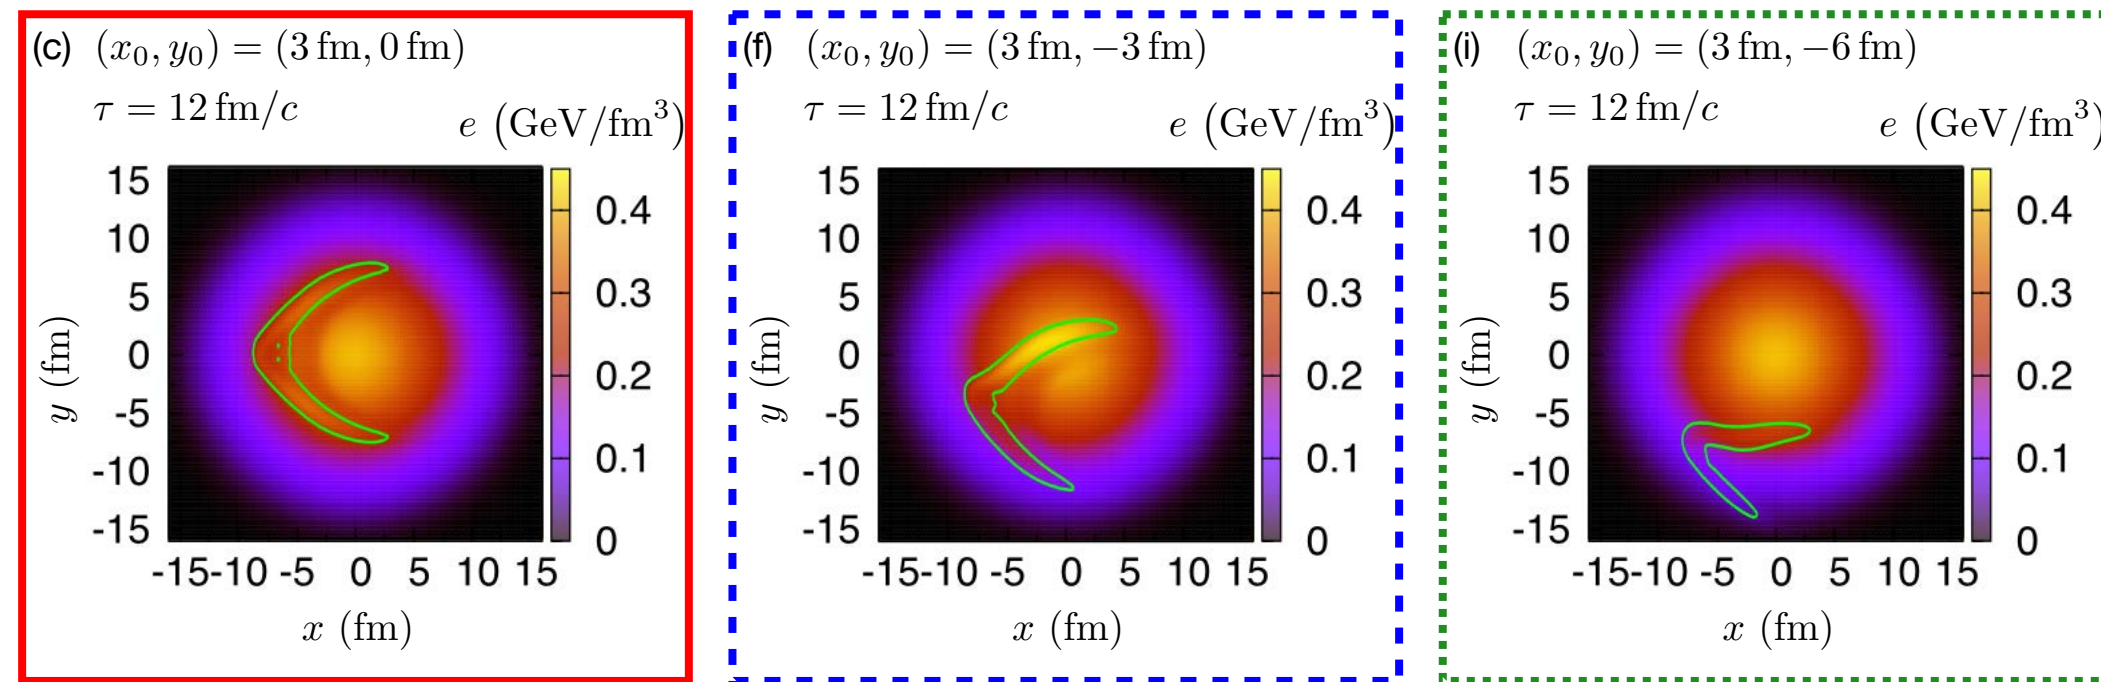 (c) (x₀, y₀) = (3 fm, 0 fm)
τ = 12 fm/c
e (GeV/fm³)
15
10
5
0
-5
-10
-15
y (fm)
-15 -10 -5 0 5 10 15
x (fm)
0.4
0.3
0.2
0.1
0
(f) (x₀, y₀) = (3 fm, −3 fm)
τ = 12 fm/c
e (GeV/fm³)
15
10
5
0
-5
-10
-15
y (fm)
-15 -10 -5 0 5 10 15
x (fm)
0.4
0.3
0.2
0.1
0
(i) (x₀, y₀) = (3 fm, −6 fm)
τ = 12 fm/c
e (GeV/fm³)
15
10
5
0
-5
-10
-15
y (fm)
-15 -10 -5 0 5 10 15
x (fm)
0.4
0.3
0.2
0.1
0